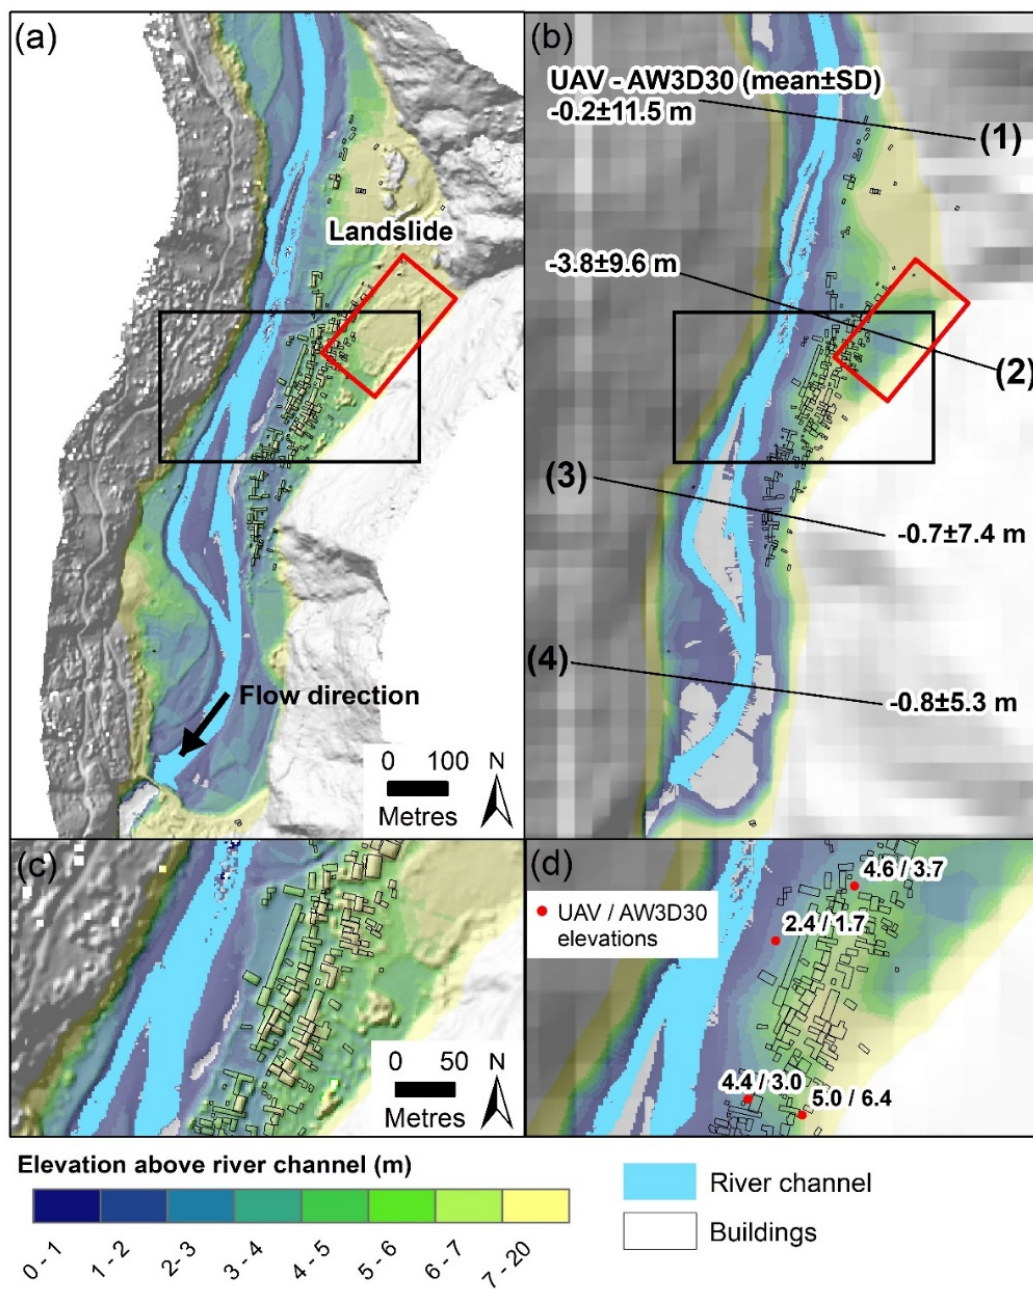 (a)
Landslide
Flow direction
0 100
Metres
N
(b)
UAV - AW3D30 (mean±SD)
-0.2±11.5 m
(1)
-3.8±9.6 m
(2)
(3)
-0.7±7.4 m
(4)
-0.8±5.3 m
(c)
0 50
Metres
N
(d)
UAV / AW3D30
elevations
4.6 / 3.7
2.4 / 1.7
4.4 / 3.0
5.0 / 6.4
Elevation above river channel (m)
0 - 1
1 - 2
2- 3
3 - 4
4 - 5
5 - 6
6 - 7
7 - 20
River channel
Buildings